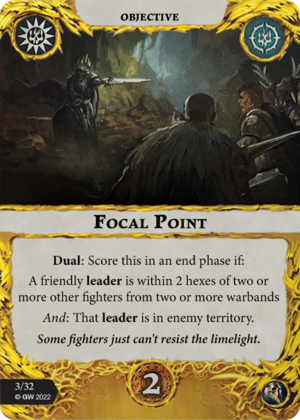 OBJECTIVE
FOCAL POINT
Dual: Score this in an end phase if:
A friendly leader is within 2 hexes of two or
more other fighters from two or more warbands
And: That leader is in enemy territory.
Some fighters just can't resist the limelight.
3/32
© GW 2022
2